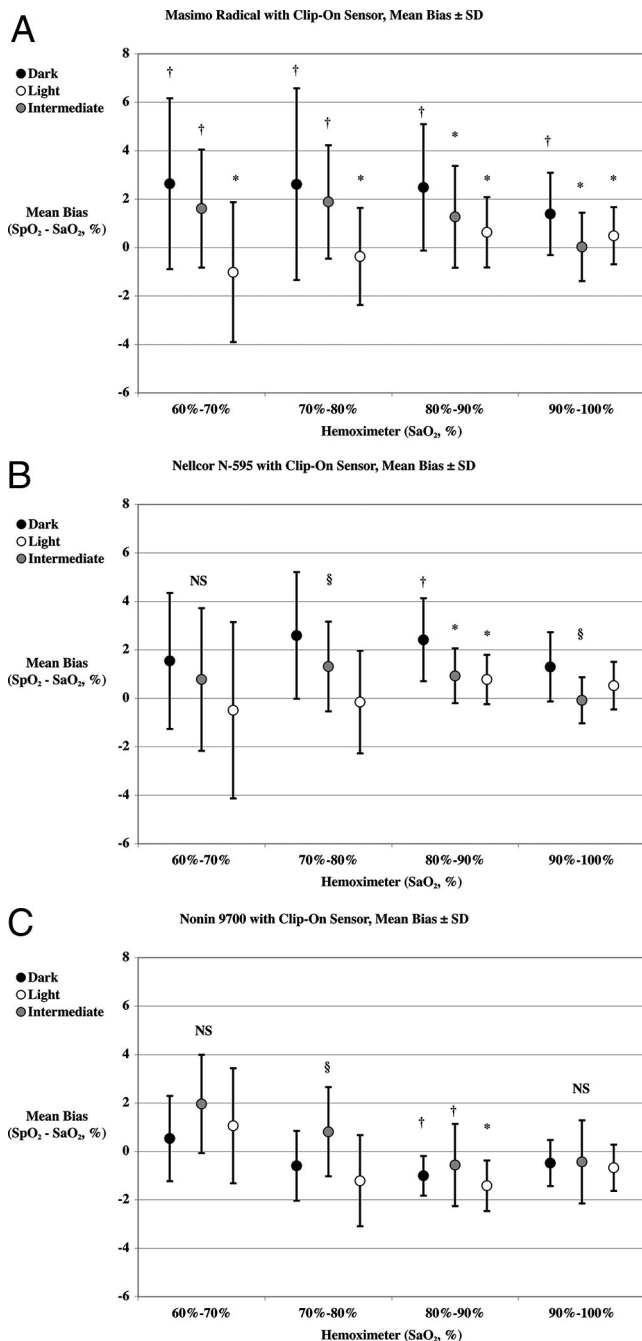 A
Masimo Radical with Clip-On Sensor, Mean Bias ± SD
Dark
Light
Intermediate
8
6
4
2
0
-2
-4
-6
Mean Bias
(SpO₂ - SaO₂, %)
† † *
† † *
† * *
† * *
60%-70% 70%-80% 80%-90% 90%-100%
Hemoximeter (SaO₂, %)
B
Nellcor N-595 with Clip-On Sensor, Mean Bias ± SD
Dark
Light
Intermediate
8
6
4
2
0
-2
-4
-6
Mean Bias
(SpO₂ - SaO₂, %)
NS
§
† * *
§
60%-70% 70%-80% 80%-90% 90%-100%
Hemoximeter (SaO₂, %)
C
Nonin 9700 with Clip-On Sensor, Mean Bias ± SD
Dark
Light
Intermediate
8
6
4
2
0
-2
-4
-6
Mean Bias
(SpO₂ - SaO₂, %)
NS
§
† † *
NS
60%-70% 70%-80% 80%-90% 90%-100%
Hemoximeter (SaO₂, %)